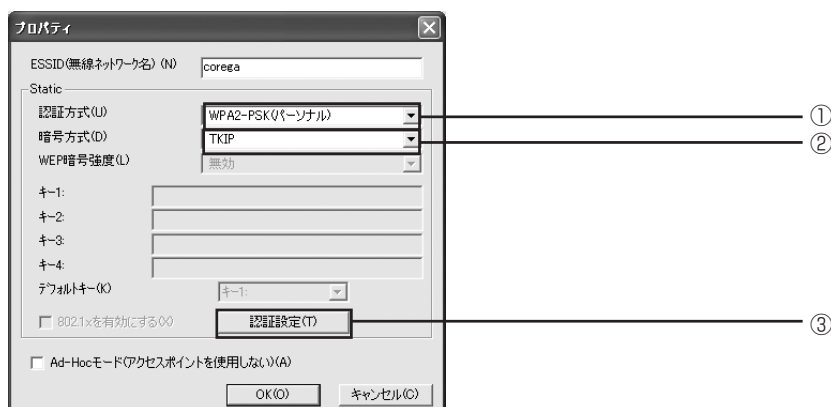 プロパティ
ESSID(無線ネットワーク名) (N) corega
Static
認証方式(U) WPA2-PSK(パーソナル) ①
暗号方式(D) TKIP ②
WEP暗号強度(L) 無効
キー1:
キー2:
キー3:
キー4:
デフォルトキー(K) キー1:
802.1xを有効にする(X) 認証設定(T) ③
Ad-Hocモード(アクセスポイントを使用しない)(A)
OK(O) キャンセル(C)